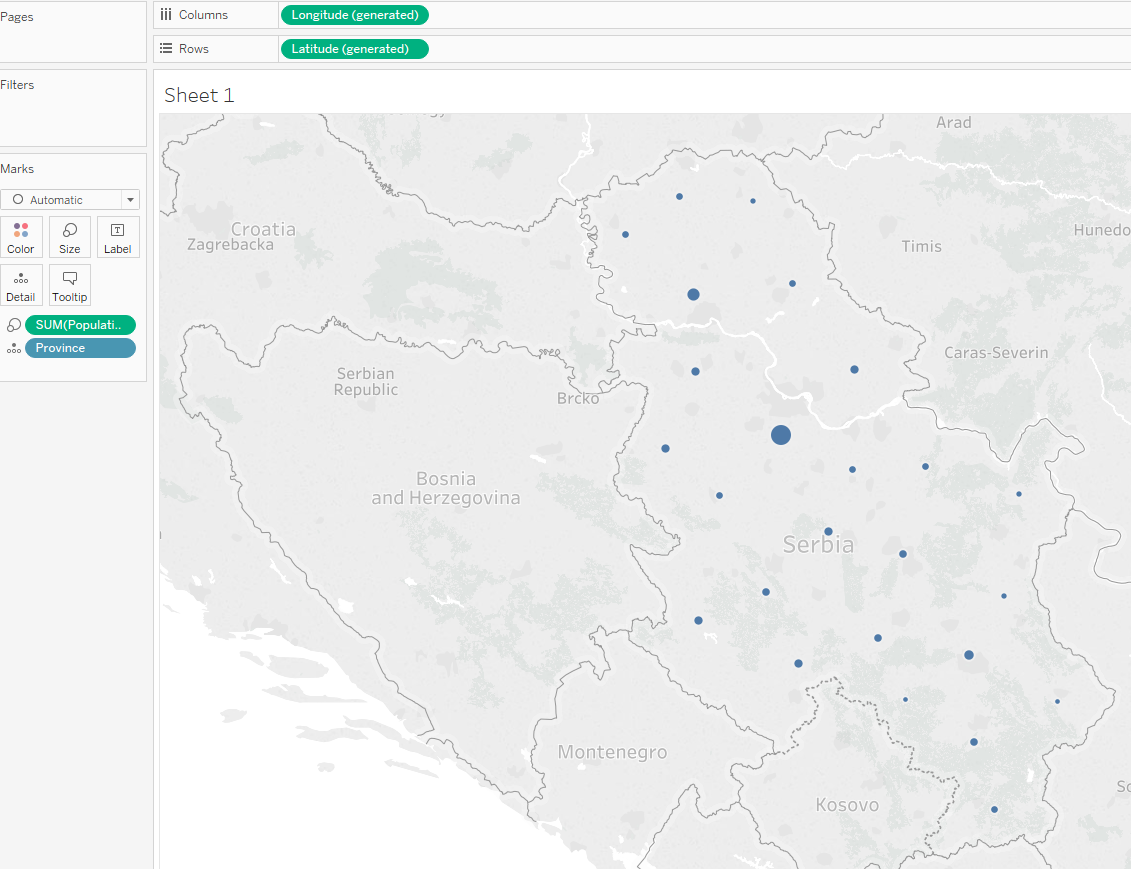 Pages
Columns
Longitude (generated)
Rows
Latitude (generated)
Filters
Sheet 1
Marks
Automatic
Color
Size
Label
Detail
Tooltip
SUM(Populati..
Province
Arad
Croatia
Zagrebacka
Timis
Hunedo
Caras-Severin
Serbian
Republic
Brcko
Bosnia
and Herzegovina
Serbia
Montenegro
Kosovo